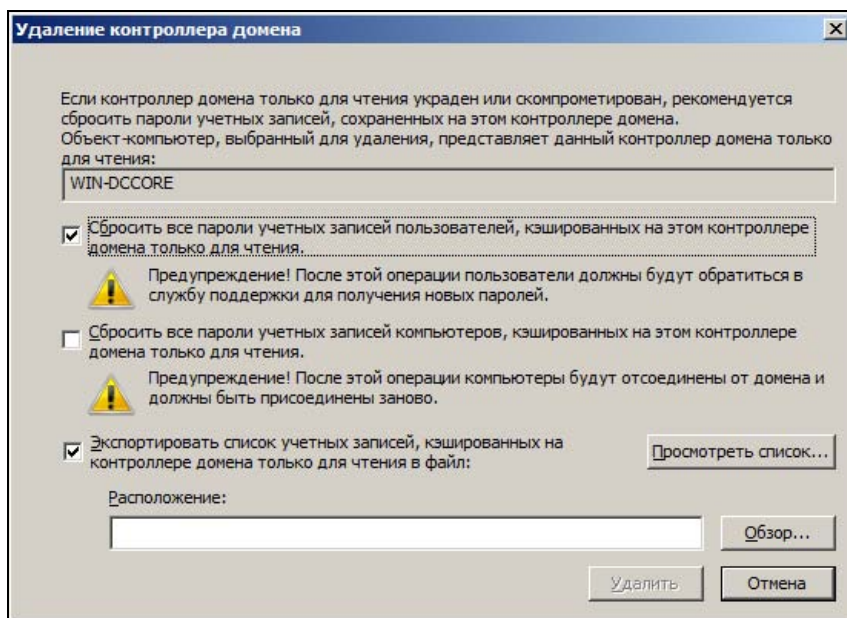 Удаление контроллера домена
Если контроллер домена только для чтения украден или скомпрометирован, рекомендуется
сбросить пароли учетных записей, сохраненных на этом контроллере домена.
Объект-компьютер, выбранный для удаления, представляет данный контроллер домена только
для чтения:
WIN-DCCORE
Сбросить все пароли учетных записей пользователей, кэшированных на этом контроллере
домена только для чтения.
Предупреждение! После этой операции пользователи должны будут обратиться в
службу поддержки для получения новых паролей.
Сбросить все пароли учетных записей компьютеров, кэшированных на этом контроллере
домена только для чтения.
Предупреждение! После этой операции компьютеры будут отсоединены от домена и
должны быть присоединены заново.
Экспортировать список учетных записей, кэшированных на
контроллере домена только для чтения в файл:
Просмотреть список...
Расположение:
Обзор...
Удалить
Отмена